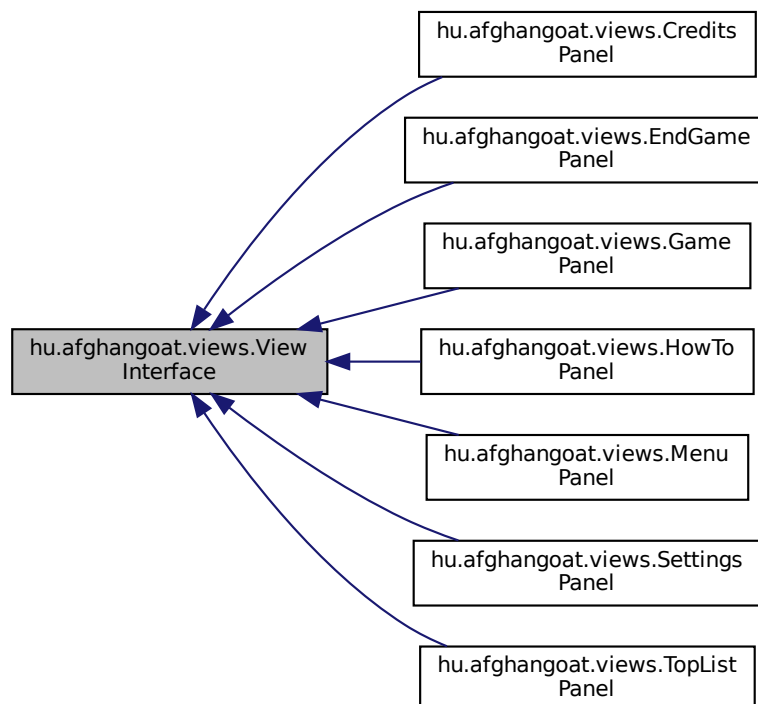 hu.afghangoat.views.Credits
Panel
hu.afghangoat.views.EndGame
Panel
hu.afghangoat.views.Game
Panel
hu.afghangoat.views.View
Interface
hu.afghangoat.views.HowTo
Panel
hu.afghangoat.views.Menu
Panel
hu.afghangoat.views.Settings
Panel
hu.afghangoat.views.TopList
Panel